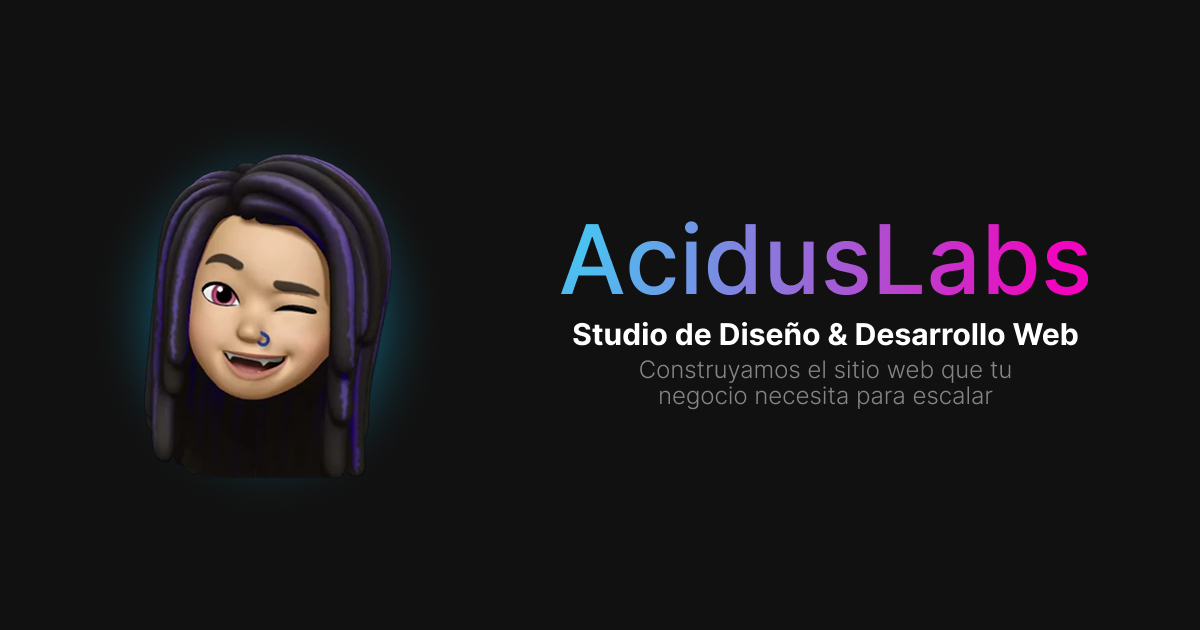 AcidusLabs
Studio de Diseño & Desarrollo Web
Construyamos el sitio web que tu
negocio necesita para escalar